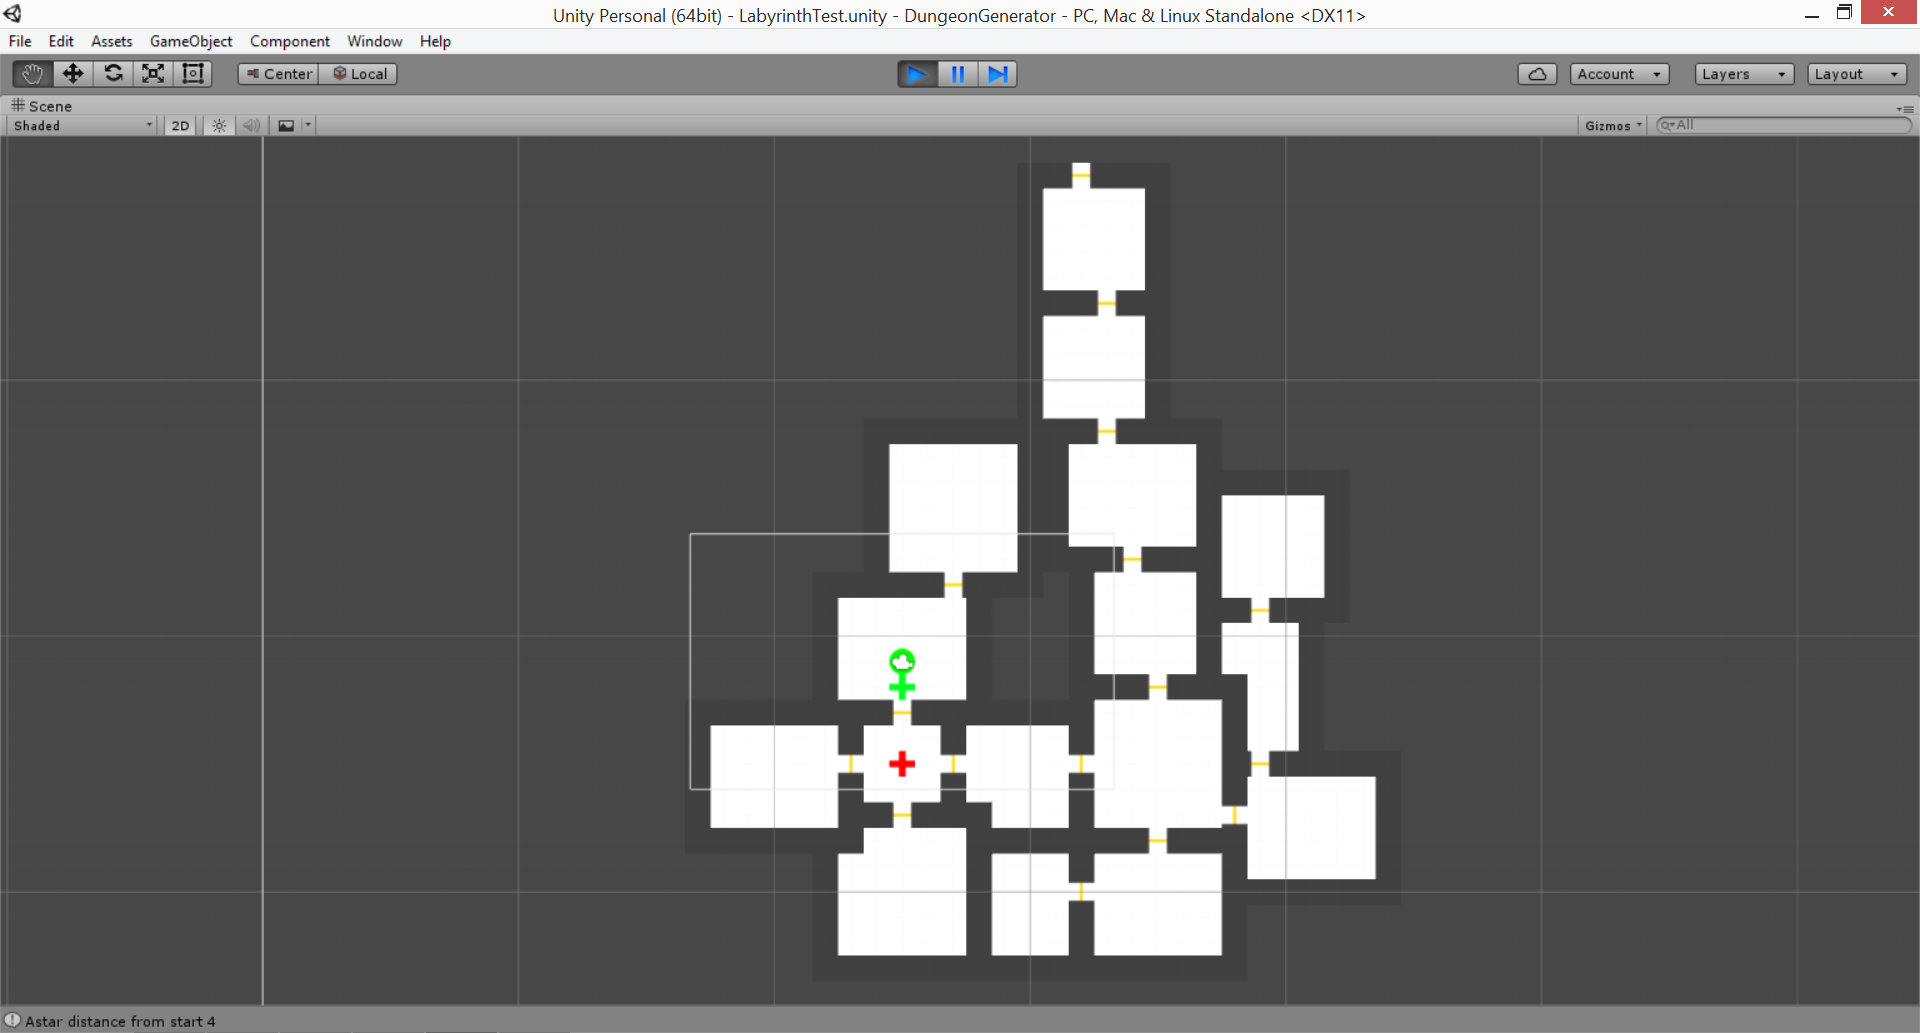 Unity Personal (64bit) - LabyrinthTest.unity - DungeonGenerator - PC, Mac & Linux Standalone <DX11>
File Edit Assets GameObject Component Window Help
Center Local Account Layers Layout
Scene
Shaded 2D Gizmos All
Astar distance from start 4